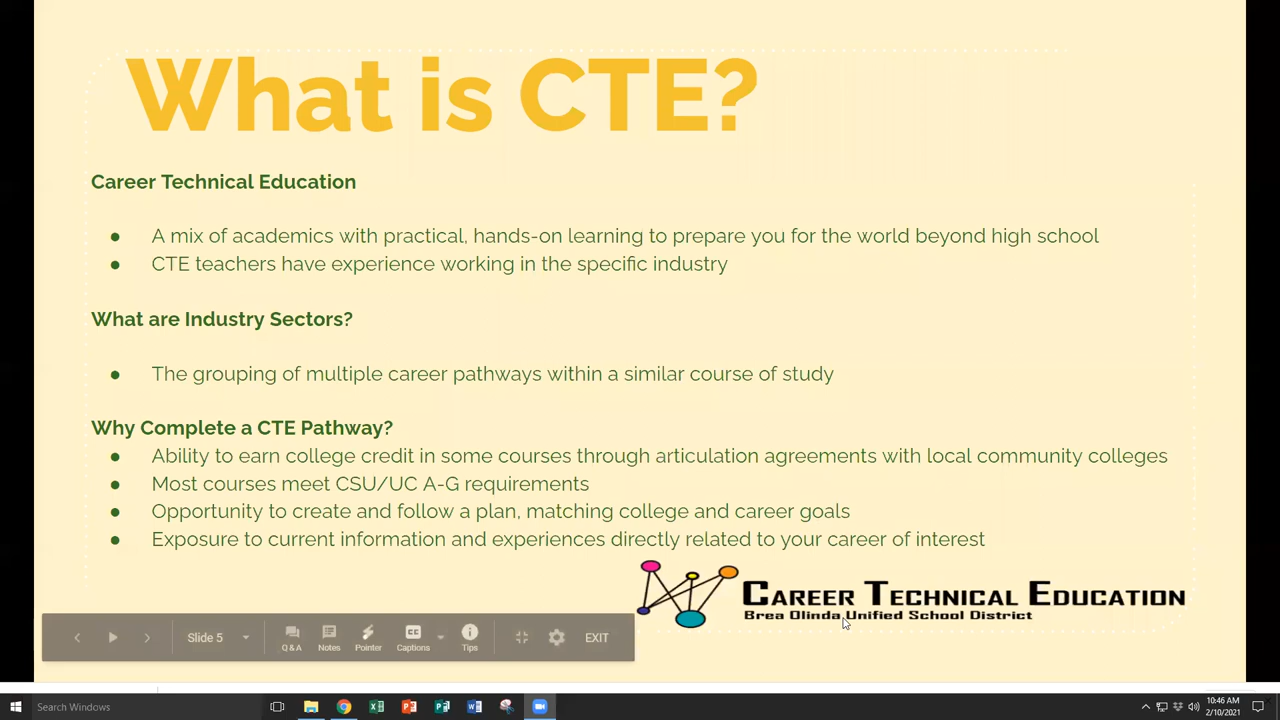 What is CTE?
Career Technical Education
● A mix of academics with practical, hands-on learning to prepare you for the world beyond high school
● CTE teachers have experience working in the specific industry
What are Industry Sectors?
● The grouping of multiple career pathways within a similar course of study
Why Complete a CTE Pathway?
● Ability to earn college credit in some courses through articulation agreements with local community colleges
● Most courses meet CSU/UC A-G requirements
● Opportunity to create and follow a plan, matching college and career goals
● Exposure to current information and experiences directly related to your career of interest
CAREER TECHNICAL EDUCATION
Brea Olinda Unified School District
Slide 5
Q & A
Notes
Pointer
CC
Captions
Tips
EXIT
Search Windows
10:46 AM
2/10/2021